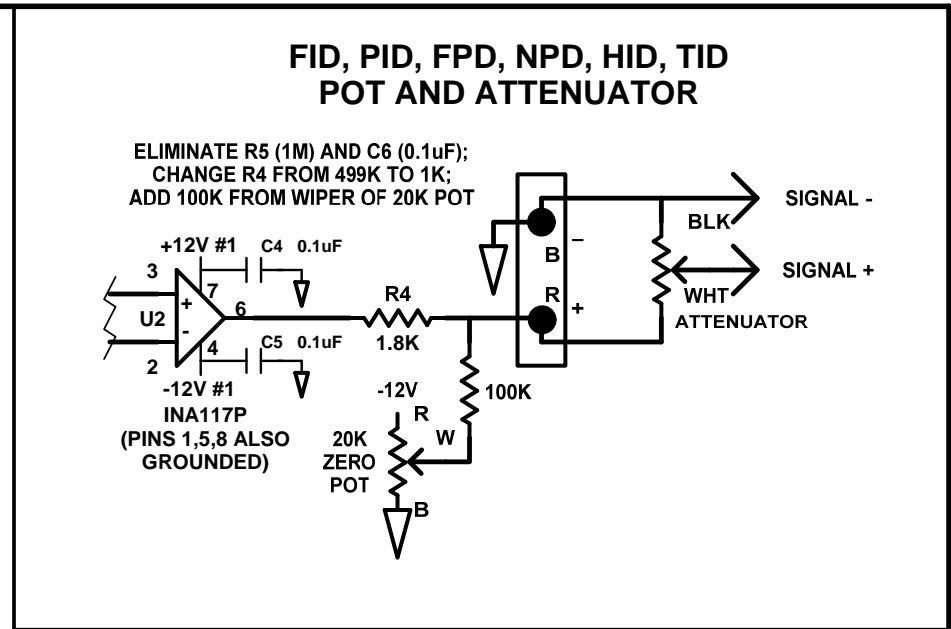 FID, PID, FPD, NPD, HID, TID
POT AND ATTENUATOR
ELIMINATE R5 (1M) AND C6 (0.1uF);
CHANGE R4 FROM 499K TO 1K;
ADD 100K FROM WIPER OF 20K POT
+12V #1
C4 0.1uF
3
7
+
U2
-
6
2
4
C5 0.1uF
-12V #1
INA117P
(PINS 1,5,8 ALSO
GROUNDED)
R4
1.8K
-12V
R
W
100K
20K
ZERO
POT
B
B
–
R
+
BLK
SIGNAL -
WHT
SIGNAL +
ATTENUATOR